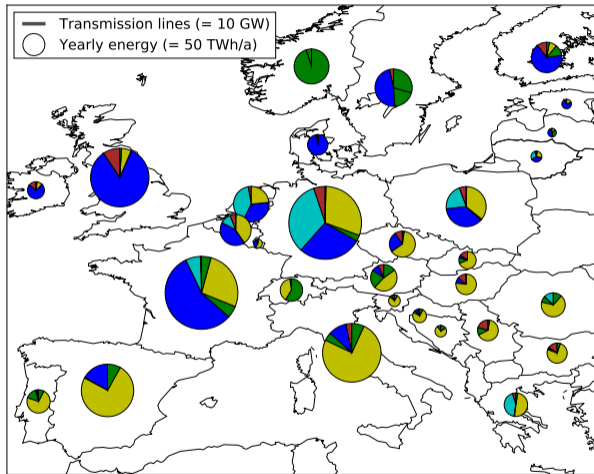 Transmission lines (= 10 GW)
Yearly energy (= 50 TWh/a)